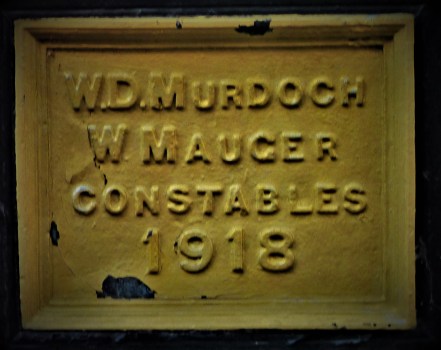 W.D.MURDOCH
W MAUGER
CONSTABLES
1918